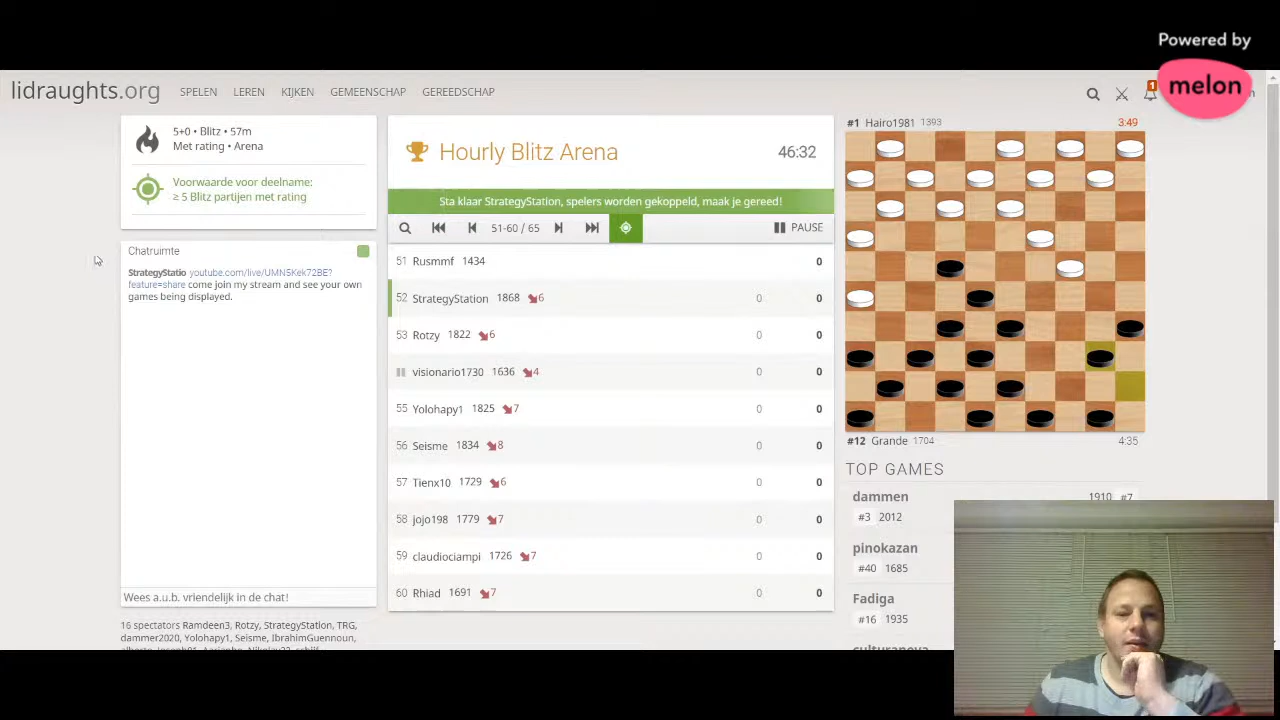 Powered by
melon
lidraughts.org SPELEN LEREN KIJKEN GEMEENSCHAP GEREEDSCHAP
1
5+0 • Blitz • 57m
Met rating • Arena
Voorwaarde voor deelname:
≥ 5 Blitz partijen met rating
Chatruimte
StrategyStatio youtube.com/live/UMN5Kek72BE?
feature=share come join my stream and see your own
games being displayed.
Wees a.u.b. vriendelijk in de chat!
16 spectators Ramdeen3, Rotzy, StrategyStation, TRG,
dammer2020, Yolohapy1, Seisme, IbrahimGuennoun,
Hourly Blitz Arena 46:32
Sta klaar StrategyStation, spelers worden gekoppeld, maak je gereed!
51-60 / 65 PAUSE
51 Rusmmf 1434 0
52 StrategyStation 1868 6 0 0
53 Rotzy 1822 6 0 0
visionario1730 1636 4 0 0
55 Yolohapy1 1825 7 0 0
56 Seisme 1834 8 0 0
57 Tienx10 1729 6 0 0
58 jojo198 1779 7 0 0
59 claudiociampi 1726 7 0 0
60 Rhiad 1691 7 0 0
#1 Hairo1981 1393 3:49
#12 Grande 1704 4:35
TOP GAMES
dammen 1910 #7
#3 2012
pinokazan
#40 1685
Fadiga
#16 1935